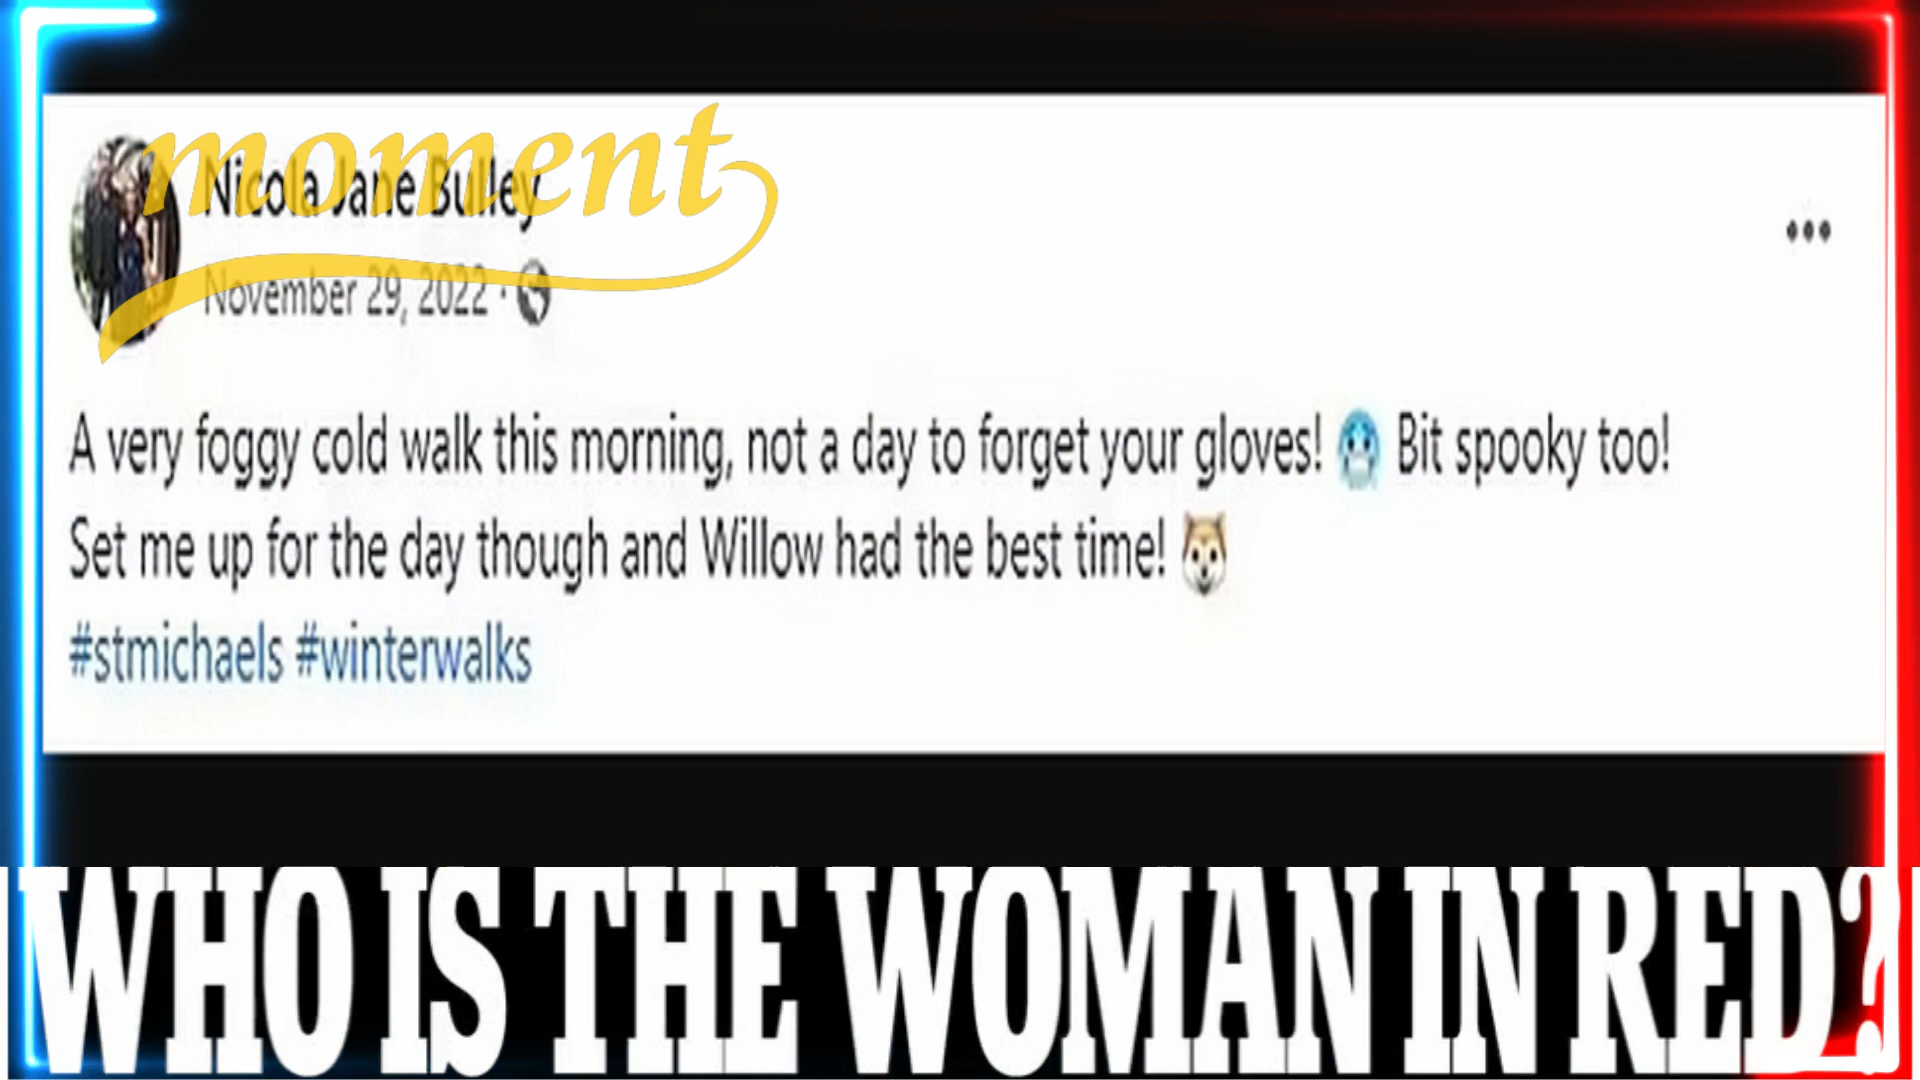 moment
Nicola Jane Bulley
November 29, 2022 ·
A very foggy cold walk this morning, not a day to forget your gloves! 🥶 Bit spooky too!
Set me up for the day though and Willow had the best time! 🐶
#stmichaels #winterwalks
WHO IS THE WOMAN IN RED?